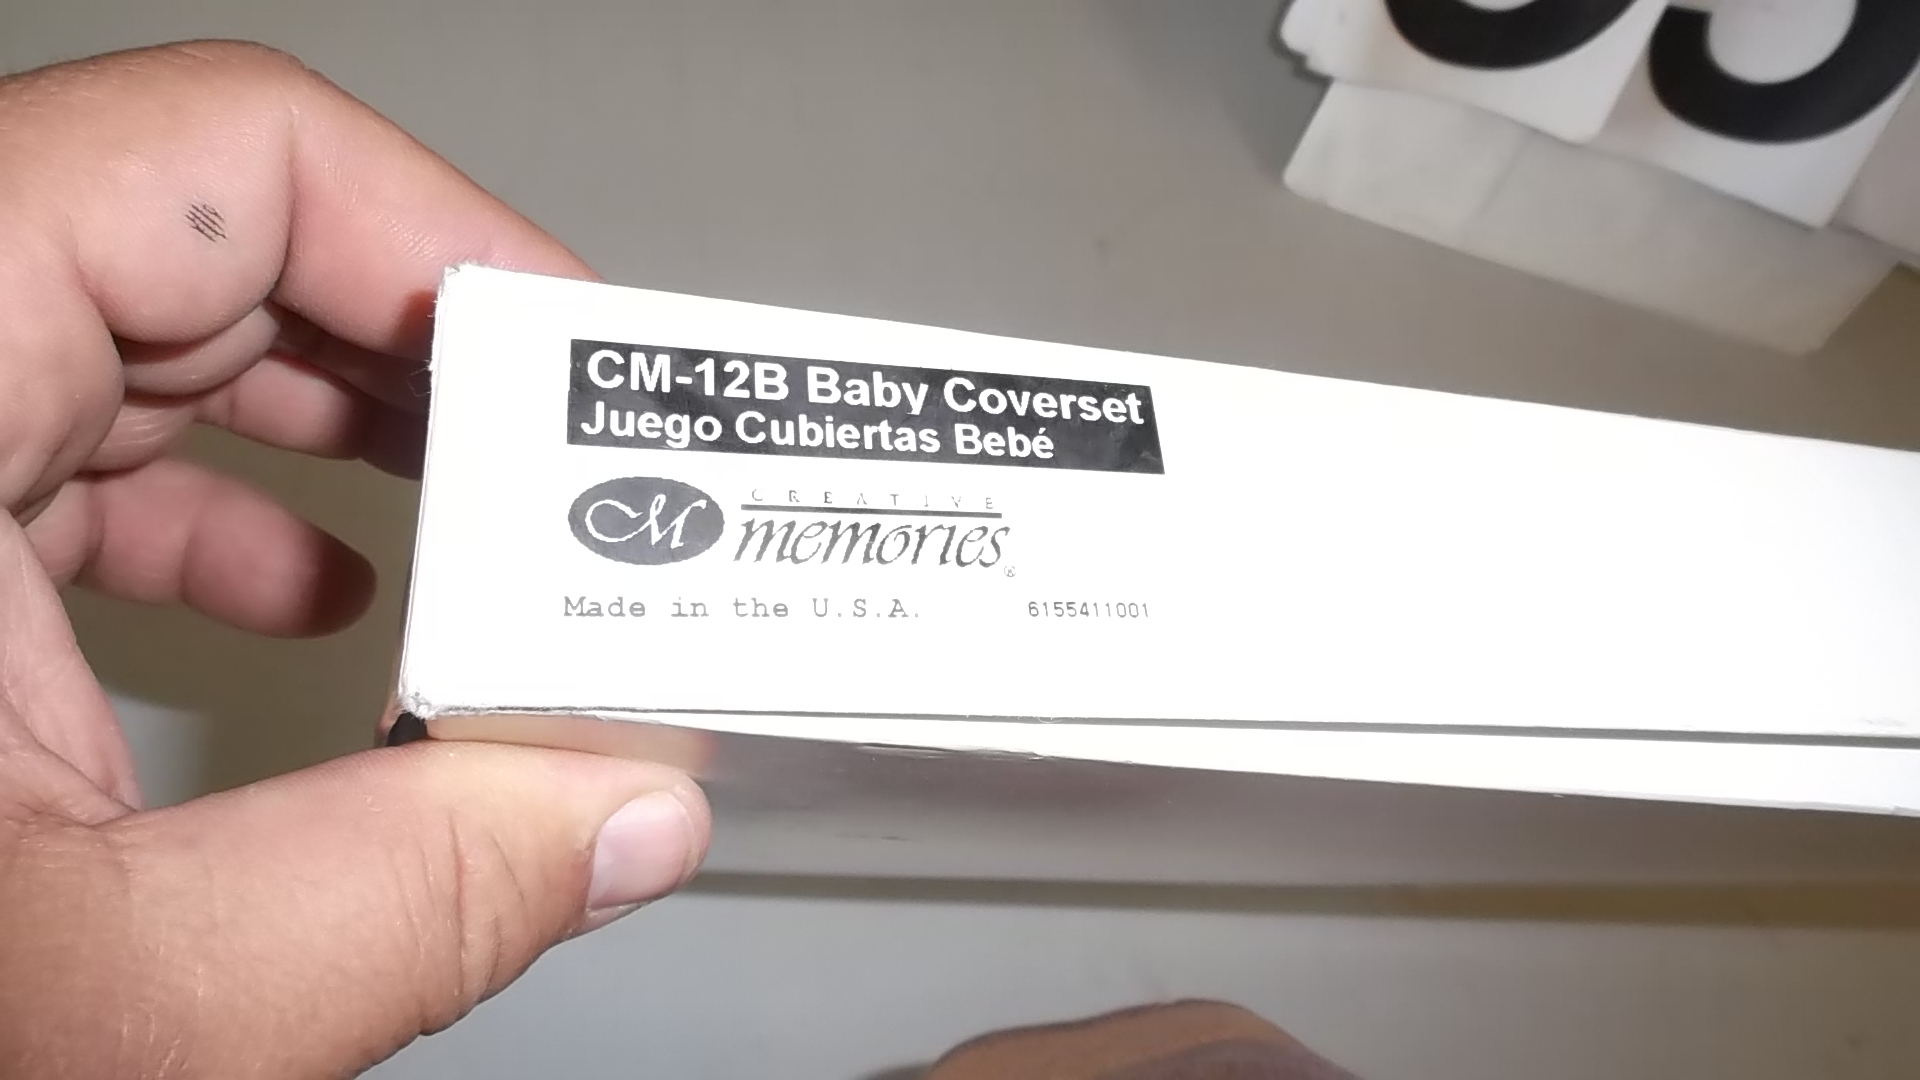 CM-12B Baby Coverset
Juego Cubiertas Bebé
CM CREATIVE
memories®
Made in the U.S.A. 6155411001